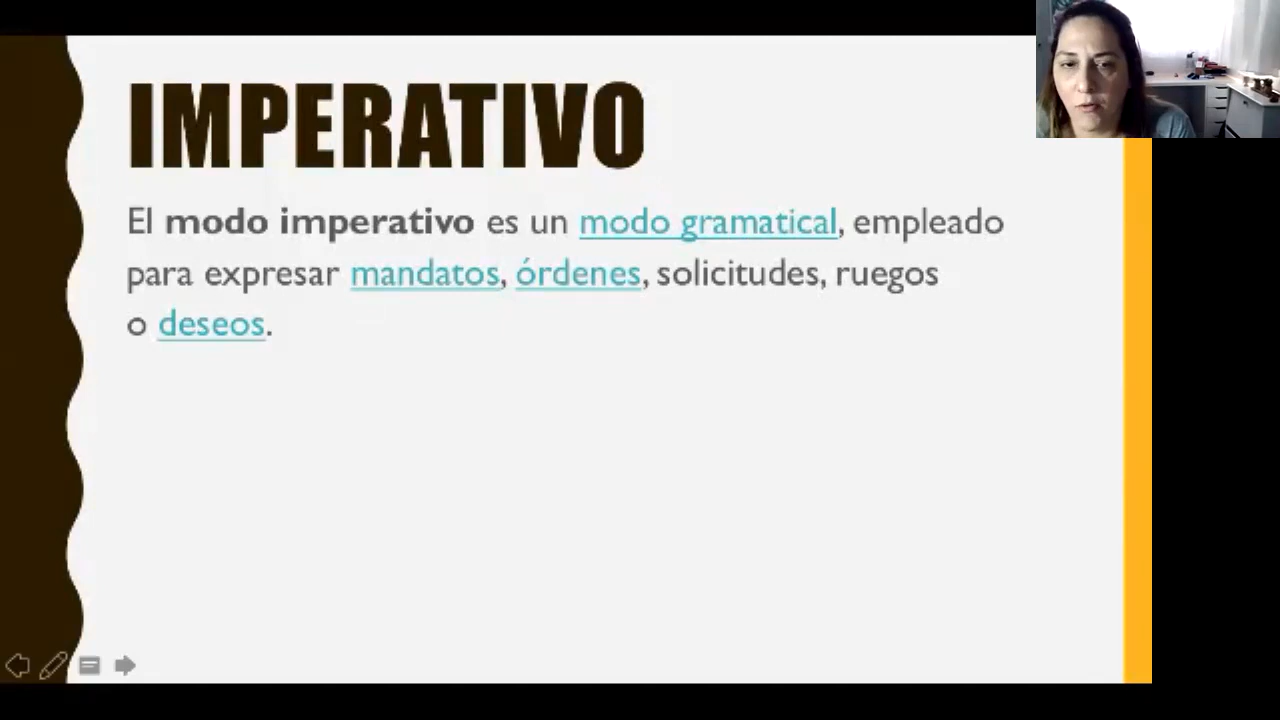 IMPERATIVO
El modo imperativo es un modo gramatical, empleado
para expresar mandatos, órdenes, solicitudes, ruegos
o deseos.